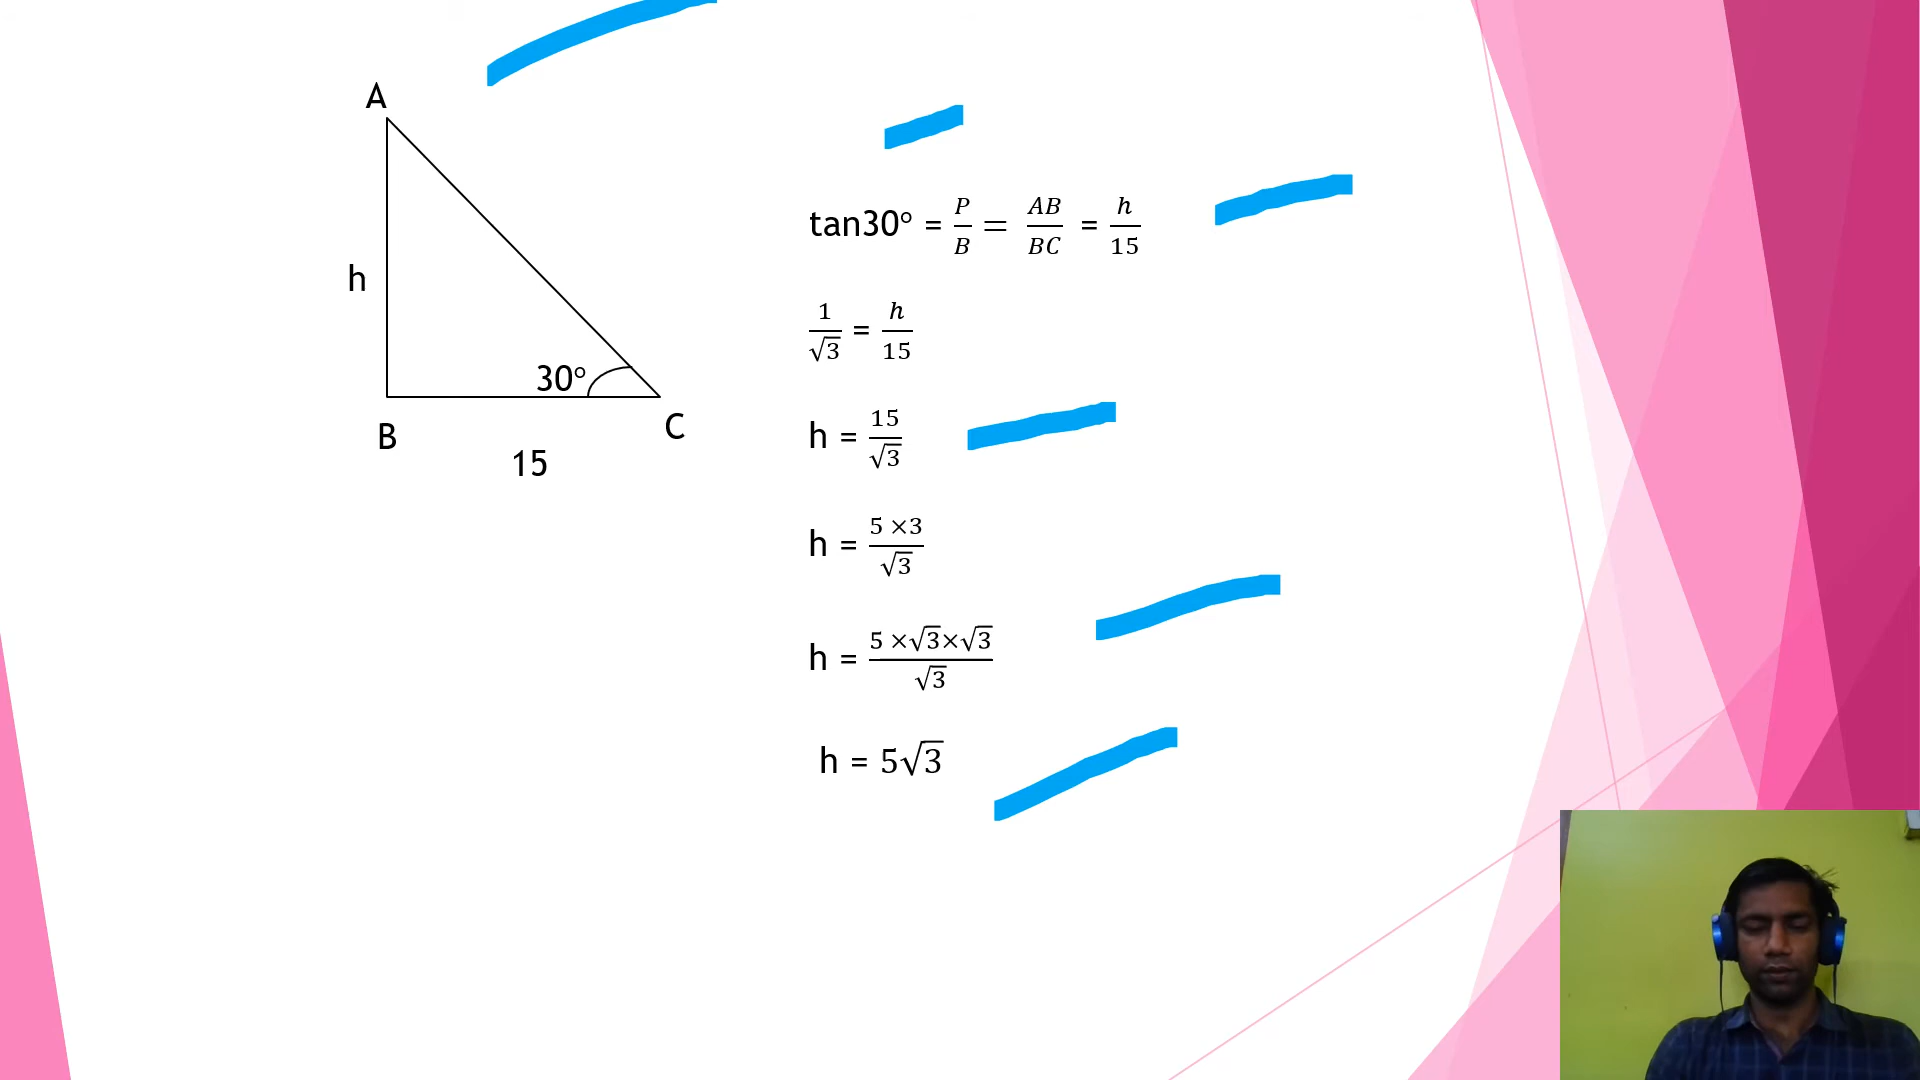 A
h
30°
B
C
15
tan30° = P/B = AB/BC = h/15
1/√3 = h/15
h = 15/√3
h = 5 ×3/√3
h = 5 ×√3×√3/√3
h = 5√3